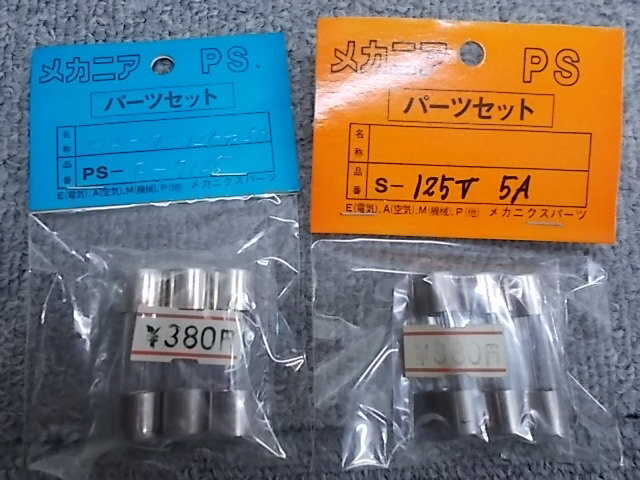 メカニア PS
パーツセット
名称
品番 PS-
E(電気),A(空気),M(機械),P(他) メカニクスパーツ
¥380円
メカニア PS
パーツセット
名称
品番 S-125V 5A
E(電気),A(空気),M(機械),P(他) メカニクスパーツ